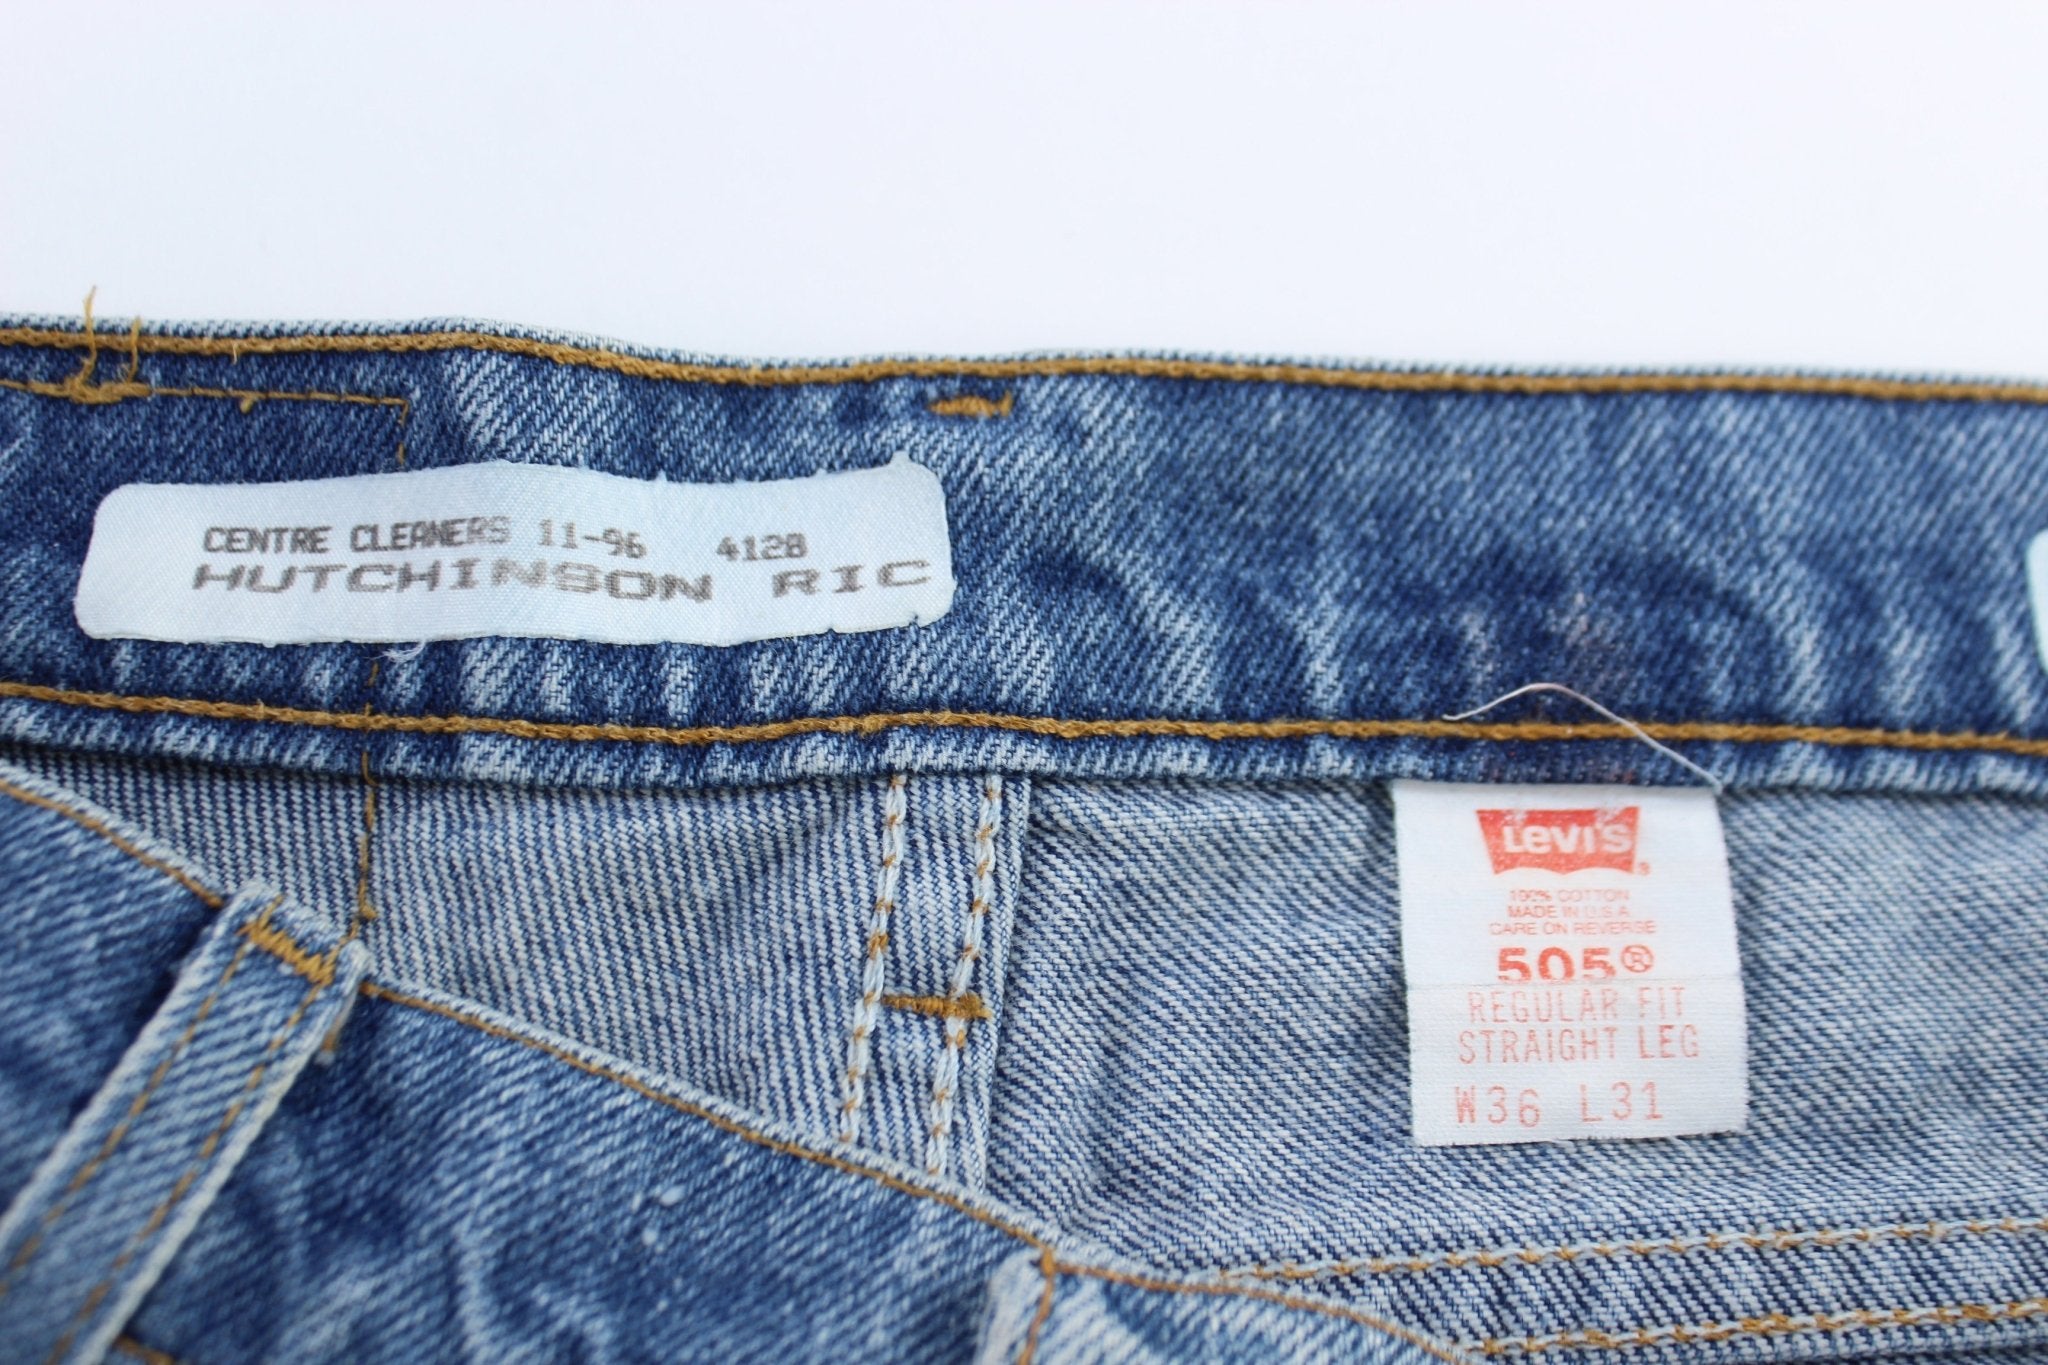 CENTRE CLEANERS 11-96 4128
HUTCHINSON RIC
Levi's®
100% COTTON
MADE IN U.S.A.
CARE ON REVERSE
505®
REGULAR FIT
STRAIGHT LEG
W36 L31